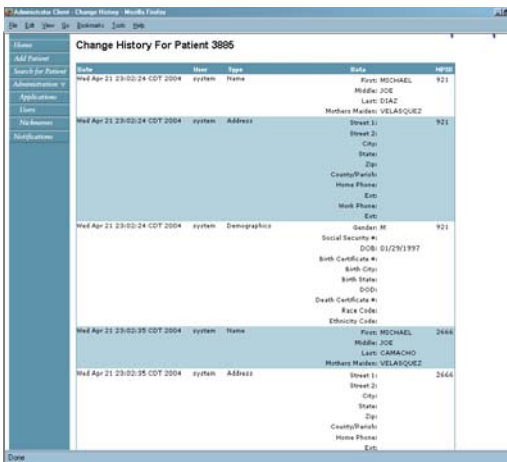 Administrator Client - Change History - Mozilla Firefox
File Edit View Go Bookmarks Tools Help
Home
Add Patient
Search for Patient
Administration
Applications
Users
Nicknames
Notifications
Change History For Patient 3885
Date User Type Data MPIID
Wed Apr 21 23:02:24 CDT 2004 system Name First: MICHAEL 921
Middle: JOE
Last: DIAZ
Mothers Maiden: VELASQUEZ
Wed Apr 21 23:02:24 CDT 2004 system Address Street 1: 921
Street 2:
City:
State:
Zip:
County/Parish:
Home Phone:
Ext:
Work Phone:
Ext:
Wed Apr 21 23:02:24 CDT 2004 system Demographics Gender: M 921
Social Security #:
DOB: 01/29/1997
Birth Certificate #:
Birth City:
Birth State:
DOD:
Death Certificate #:
Race Code:
Ethnicity Code:
Wed Apr 21 23:02:35 CDT 2004 system Name First: MICHAEL 2666
Middle: JOE
Last: CAMACHO
Mothers Maiden: VELASQUEZ
Wed Apr 21 23:02:35 CDT 2004 system Address Street 1: 2666
Street 2:
City:
State:
Zip:
County/Parish:
Home Phone:
Ext:
Done